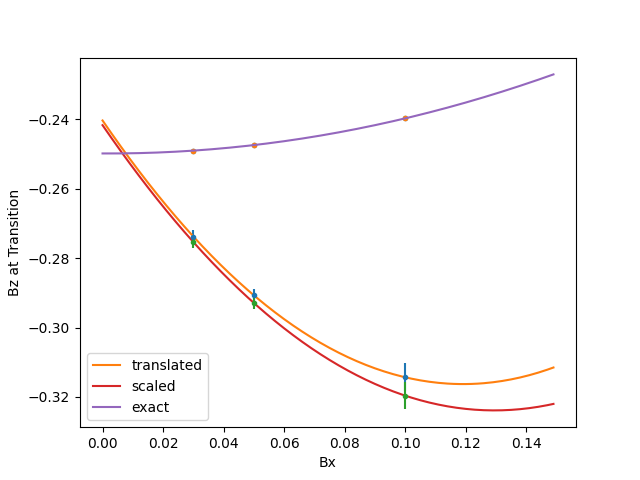 −0.24
−0.26
−0.28
−0.30
−0.32
Bz at Transition
translated
scaled
exact
0.00 0.02 0.04 0.06 0.08 0.10 0.12 0.14
Bx